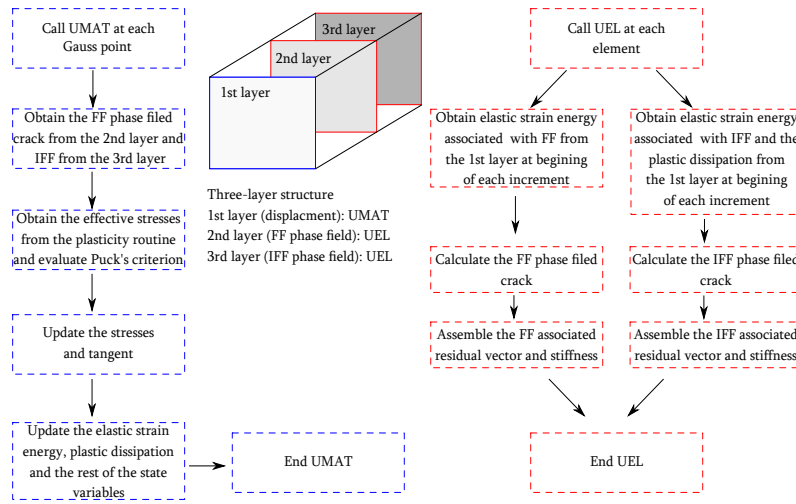 Call UMAT at each
Gauss point
Obtain the FF phase filed
crack from the 2nd layer and
IFF from the 3rd layer
Obtain the effective stresses
from the plasticity routine
and evaluate Puck's criterion
Update the stresses
and tangent
Update the elastic strain
energy, plastic dissipation
and the rest of the state
variables
End UMAT
3rd layer
2nd layer
1st layer
Three-layer structure
1st layer (displacment): UMAT
2nd layer (FF phase field): UEL
3rd layer (IFF phase field): UEL
Call UEL at each
element
Obtain elastic strain energy
associated with FF from
the 1st layer at begining
of each increment
Calculate the FF phase filed
crack
Assemble the FF associated
residual vector and stiffness
Obtain elastic strain energy
associated with IFF and the
plastic dissipation from
the 1st layer at begining
of each increment
Calculate the IFF phase filed
crack
Assemble the IFF associated
residual vector and stiffness
End UEL